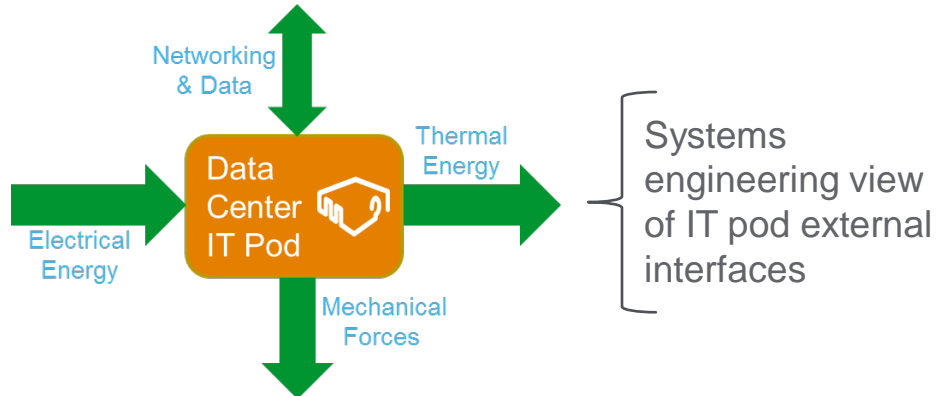 Networking
& Data
Thermal
Energy
Data
Center
IT Pod
Electrical
Energy
Mechanical
Forces
Systems
engineering view
of IT pod external
interfaces